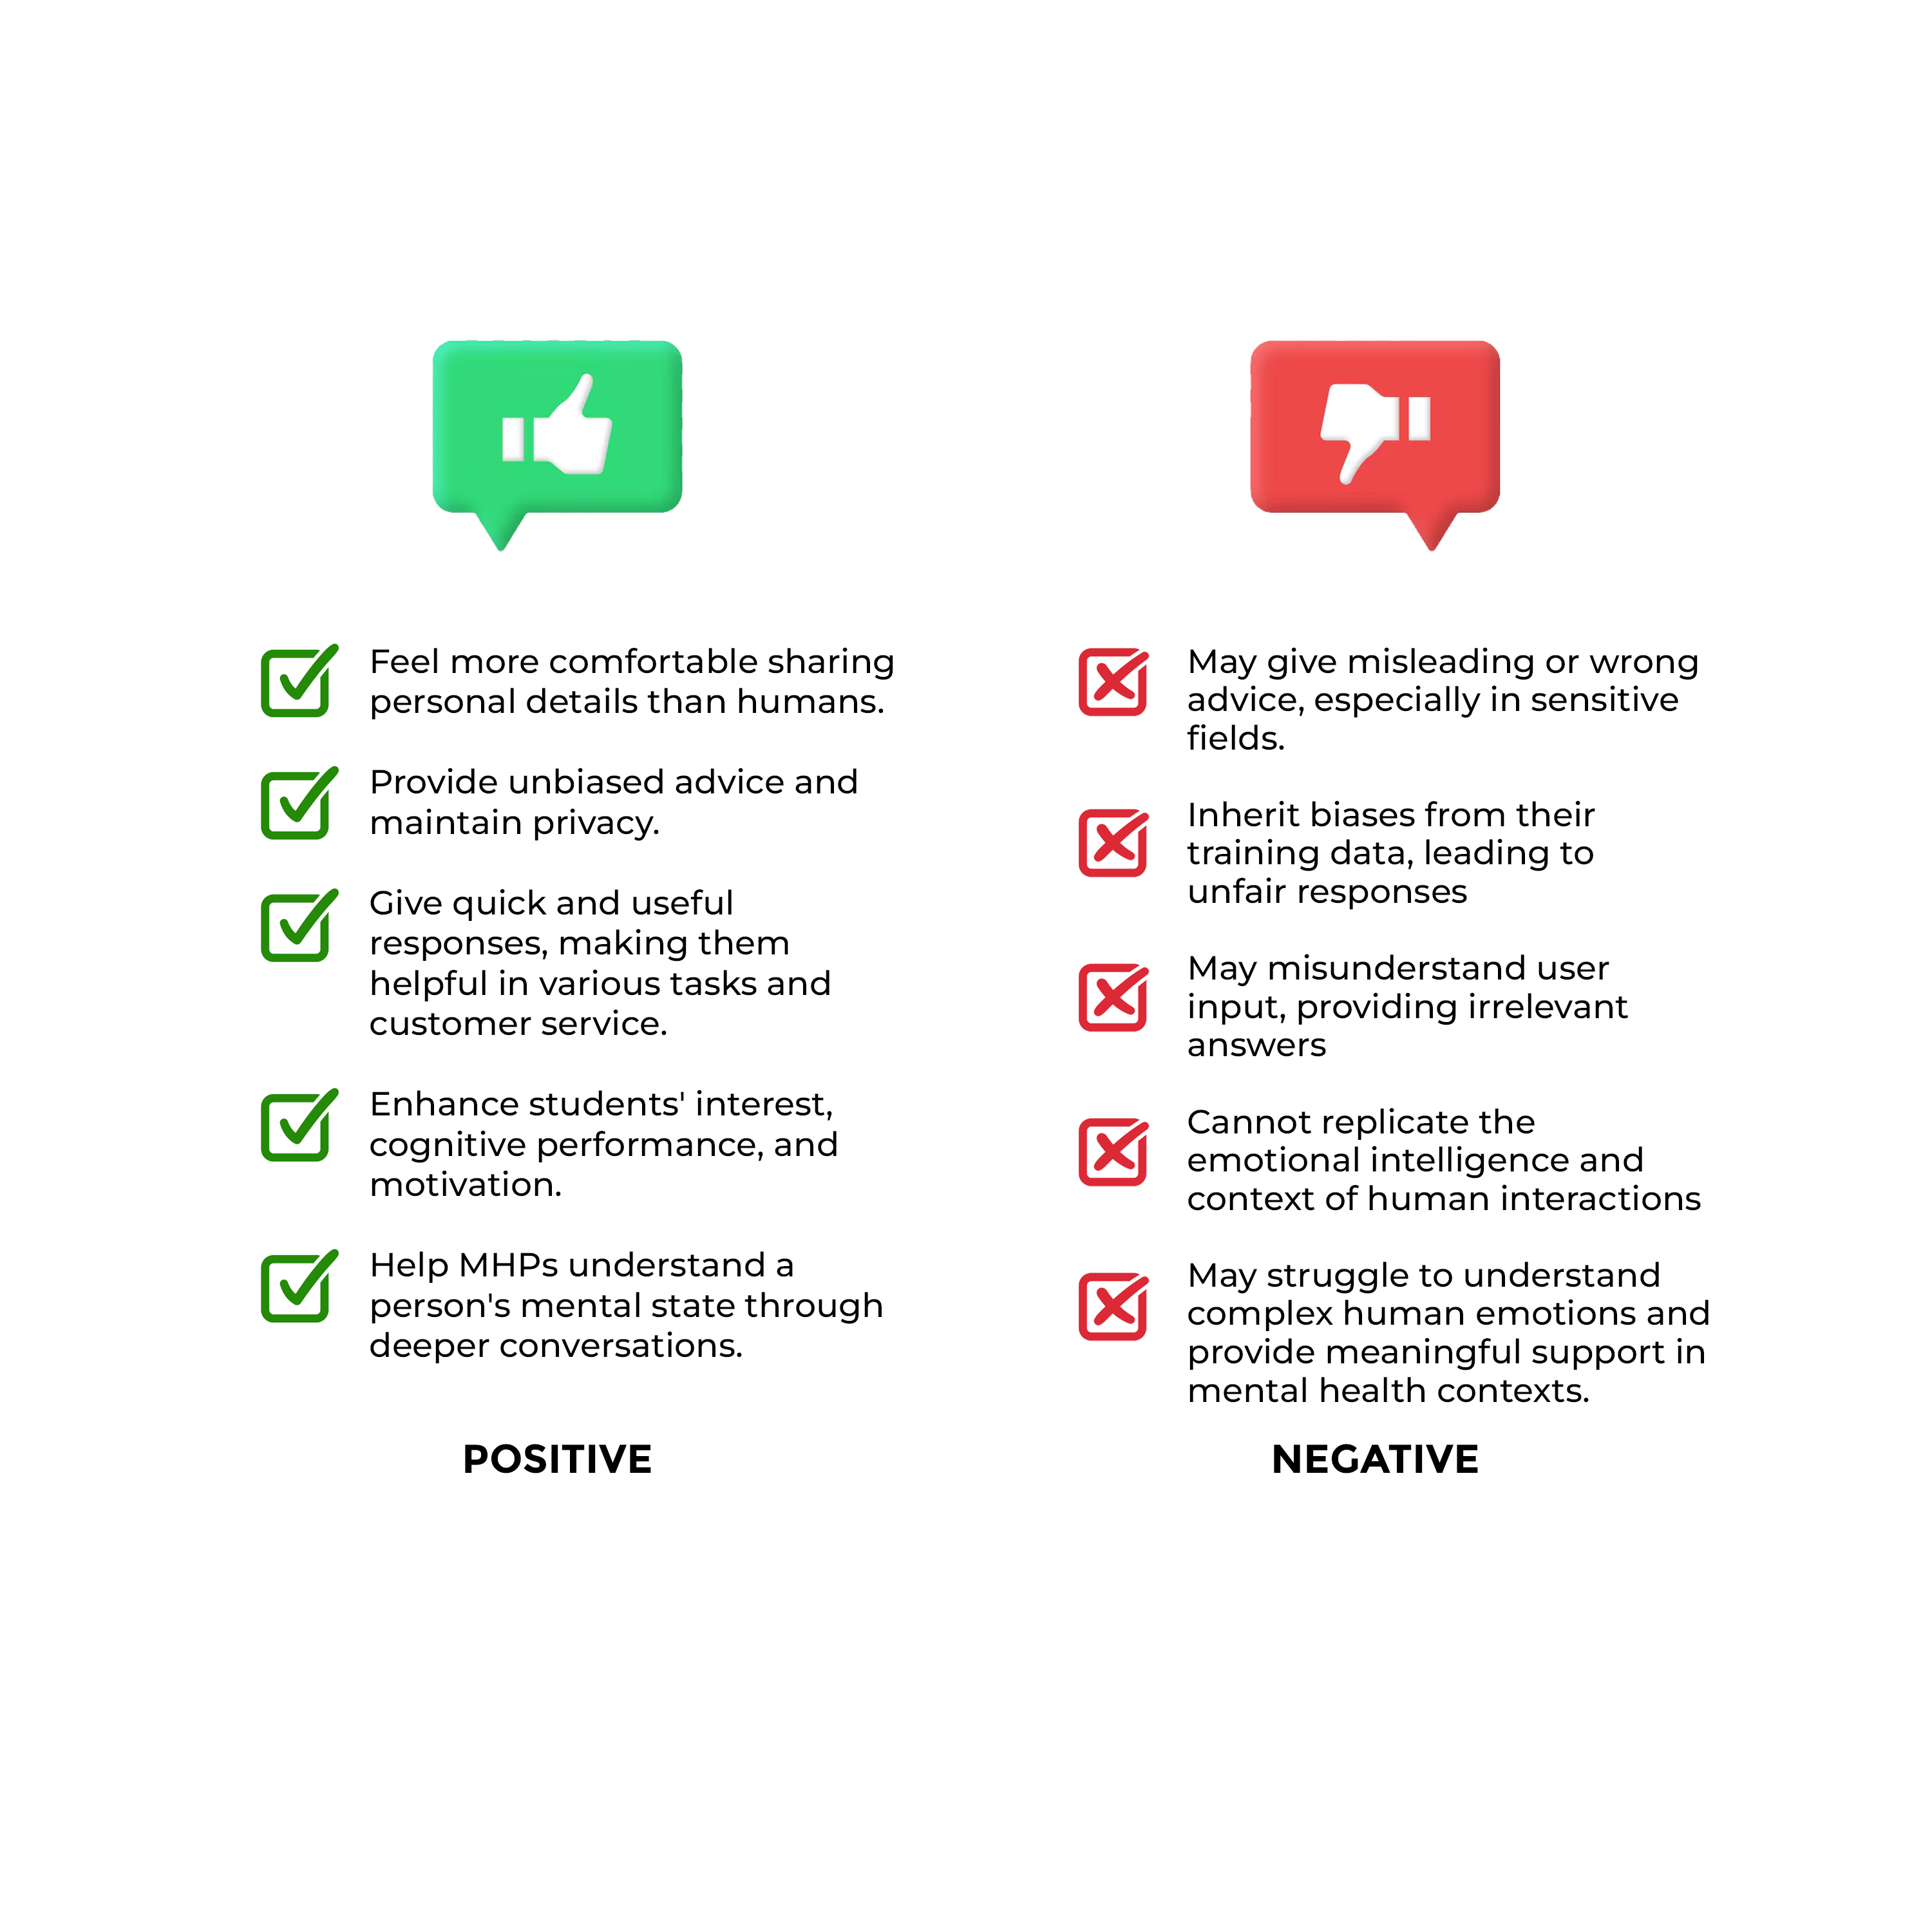 Feel more comfortable sharing
personal details than humans.
Provide unbiased advice and
maintain privacy.
Give quick and useful
responses, making them
helpful in various tasks and
customer service.
Enhance students' interest,
cognitive performance, and
motivation.
Help MHPs understand a
person's mental state through
deeper conversations.
POSITIVE
May give misleading or wrong
advice, especially in sensitive
fields.
Inherit biases from their
training data, leading to
unfair responses
May misunderstand user
input, providing irrelevant
answers
Cannot replicate the
emotional intelligence and
context of human interactions
May struggle to understand
complex human emotions and
provide meaningful support in
mental health contexts.
NEGATIVE